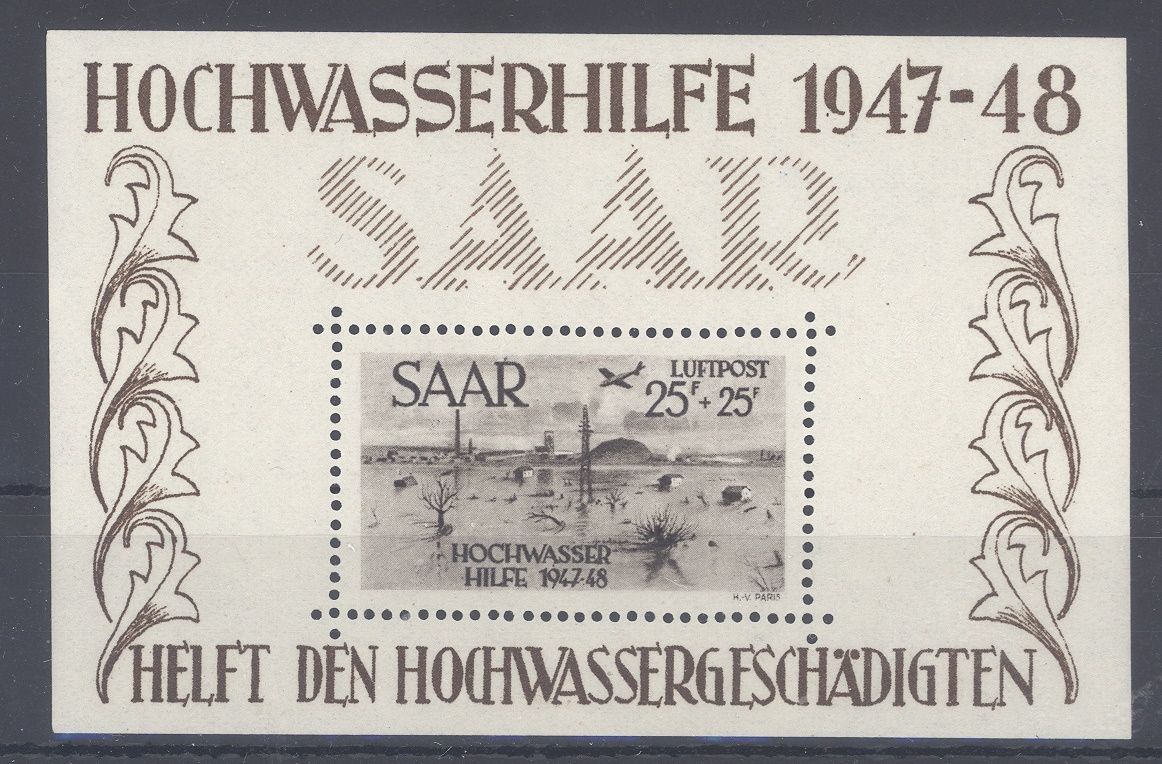 HOCHWASSERHILFE 1947-48
SAAR
SAAR
LUFTPOST
25F + 25F
HOCHWASSER
HILFE 1947-48
H.-V. PARIS
HELFT DEN HOCHWASSERGESCHÄDIGTEN